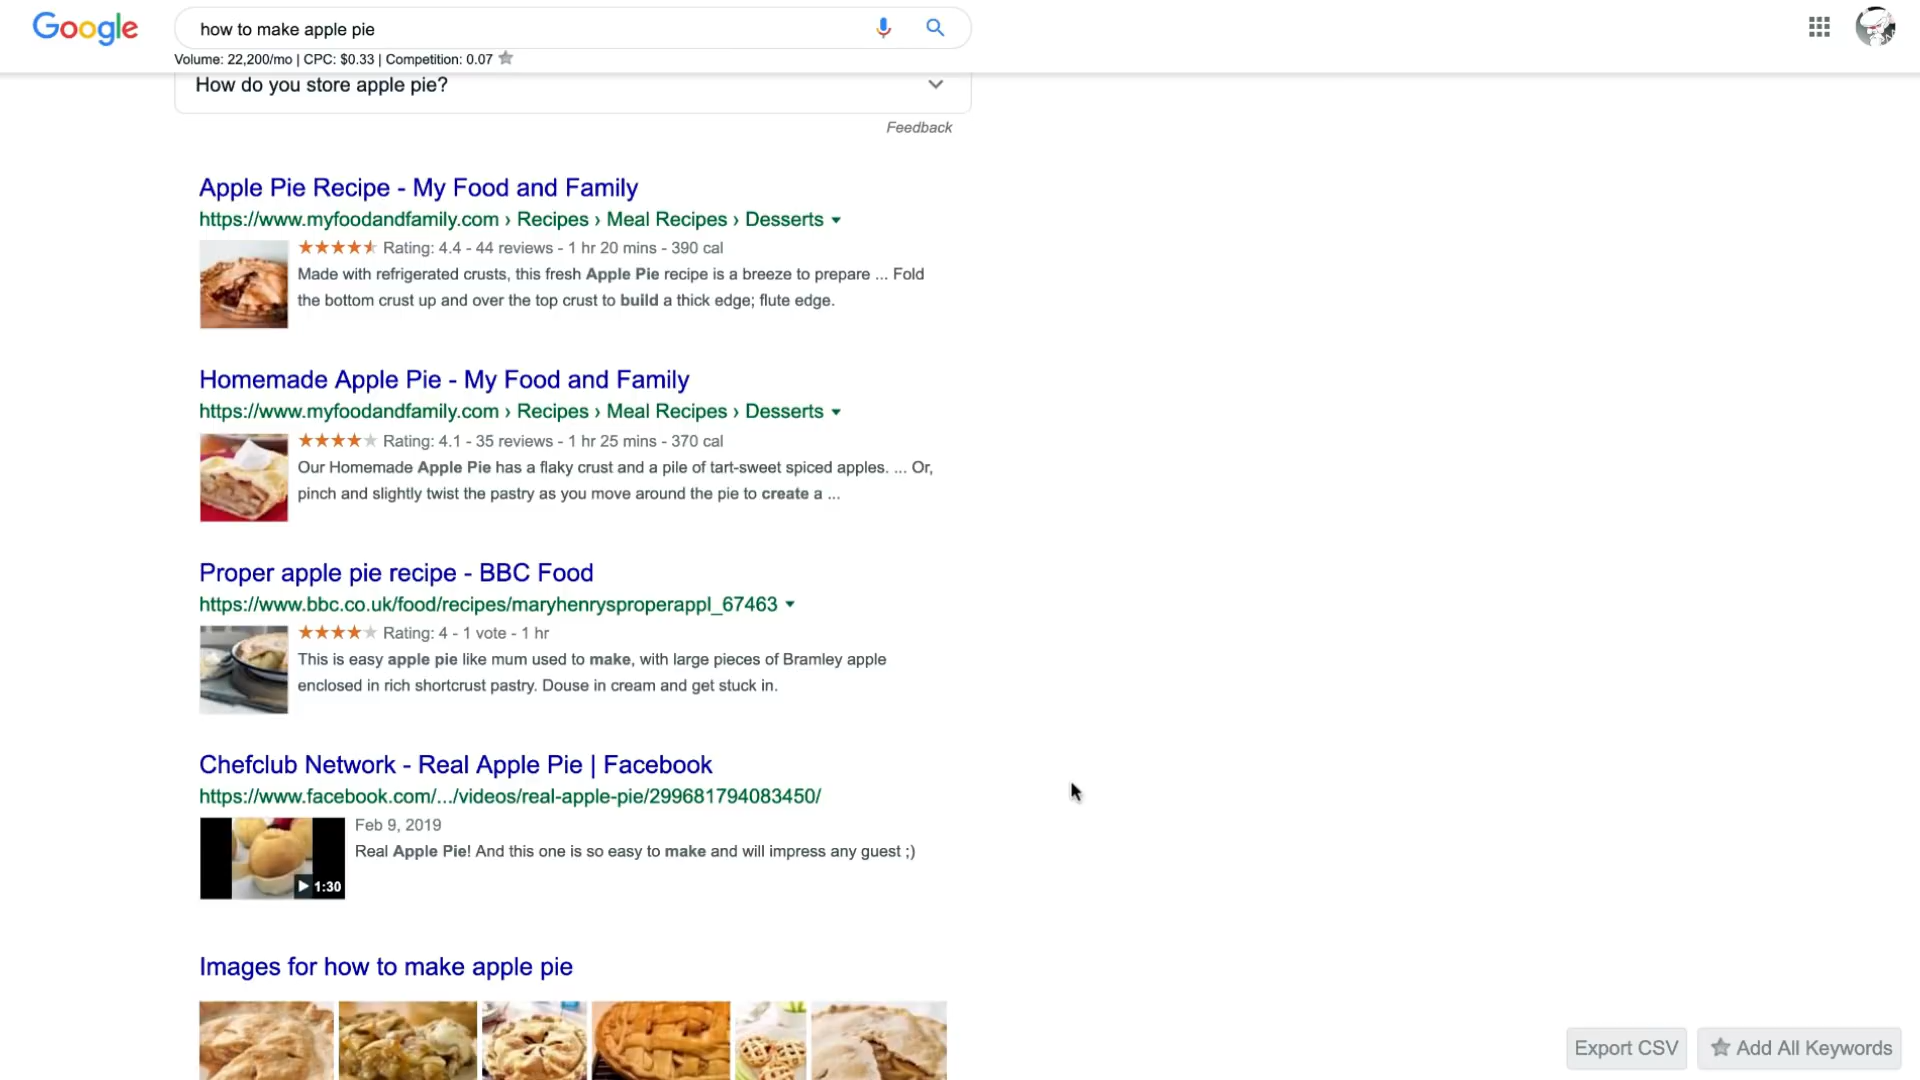 Google
how to make apple pie
Volume: 22,200/mo | CPC: $0.33 | Competition: 0.07
How do you store apple pie?
Feedback
Apple Pie Recipe - My Food and Family
https://www.myfoodandfamily.com › Recipes › Meal Recipes › Desserts
Rating: 4.4 - 44 reviews - 1 hr 20 mins - 390 cal
Made with refrigerated crusts, this fresh Apple Pie recipe is a breeze to prepare ... Fold
the bottom crust up and over the top crust to build a thick edge; flute edge.
Homemade Apple Pie - My Food and Family
https://www.myfoodandfamily.com › Recipes › Meal Recipes › Desserts
Rating: 4.1 - 35 reviews - 1 hr 25 mins - 370 cal
Our Homemade Apple Pie has a flaky crust and a pile of tart-sweet spiced apples. ... Or,
pinch and slightly twist the pastry as you move around the pie to create a ...
Proper apple pie recipe - BBC Food
https://www.bbc.co.uk/food/recipes/maryhenrysproperappl_67463
Rating: 4 - 1 vote - 1 hr
This is easy apple pie like mum used to make, with large pieces of Bramley apple
enclosed in rich shortcrust pastry. Douse in cream and get stuck in.
Chefclub Network - Real Apple Pie | Facebook
https://www.facebook.com/.../videos/real-apple-pie/299681794083450/
Feb 9, 2019
Real Apple Pie! And this one is so easy to make and will impress any guest ;)
1:30
Images for how to make apple pie
Export CSV
Add All Keywords